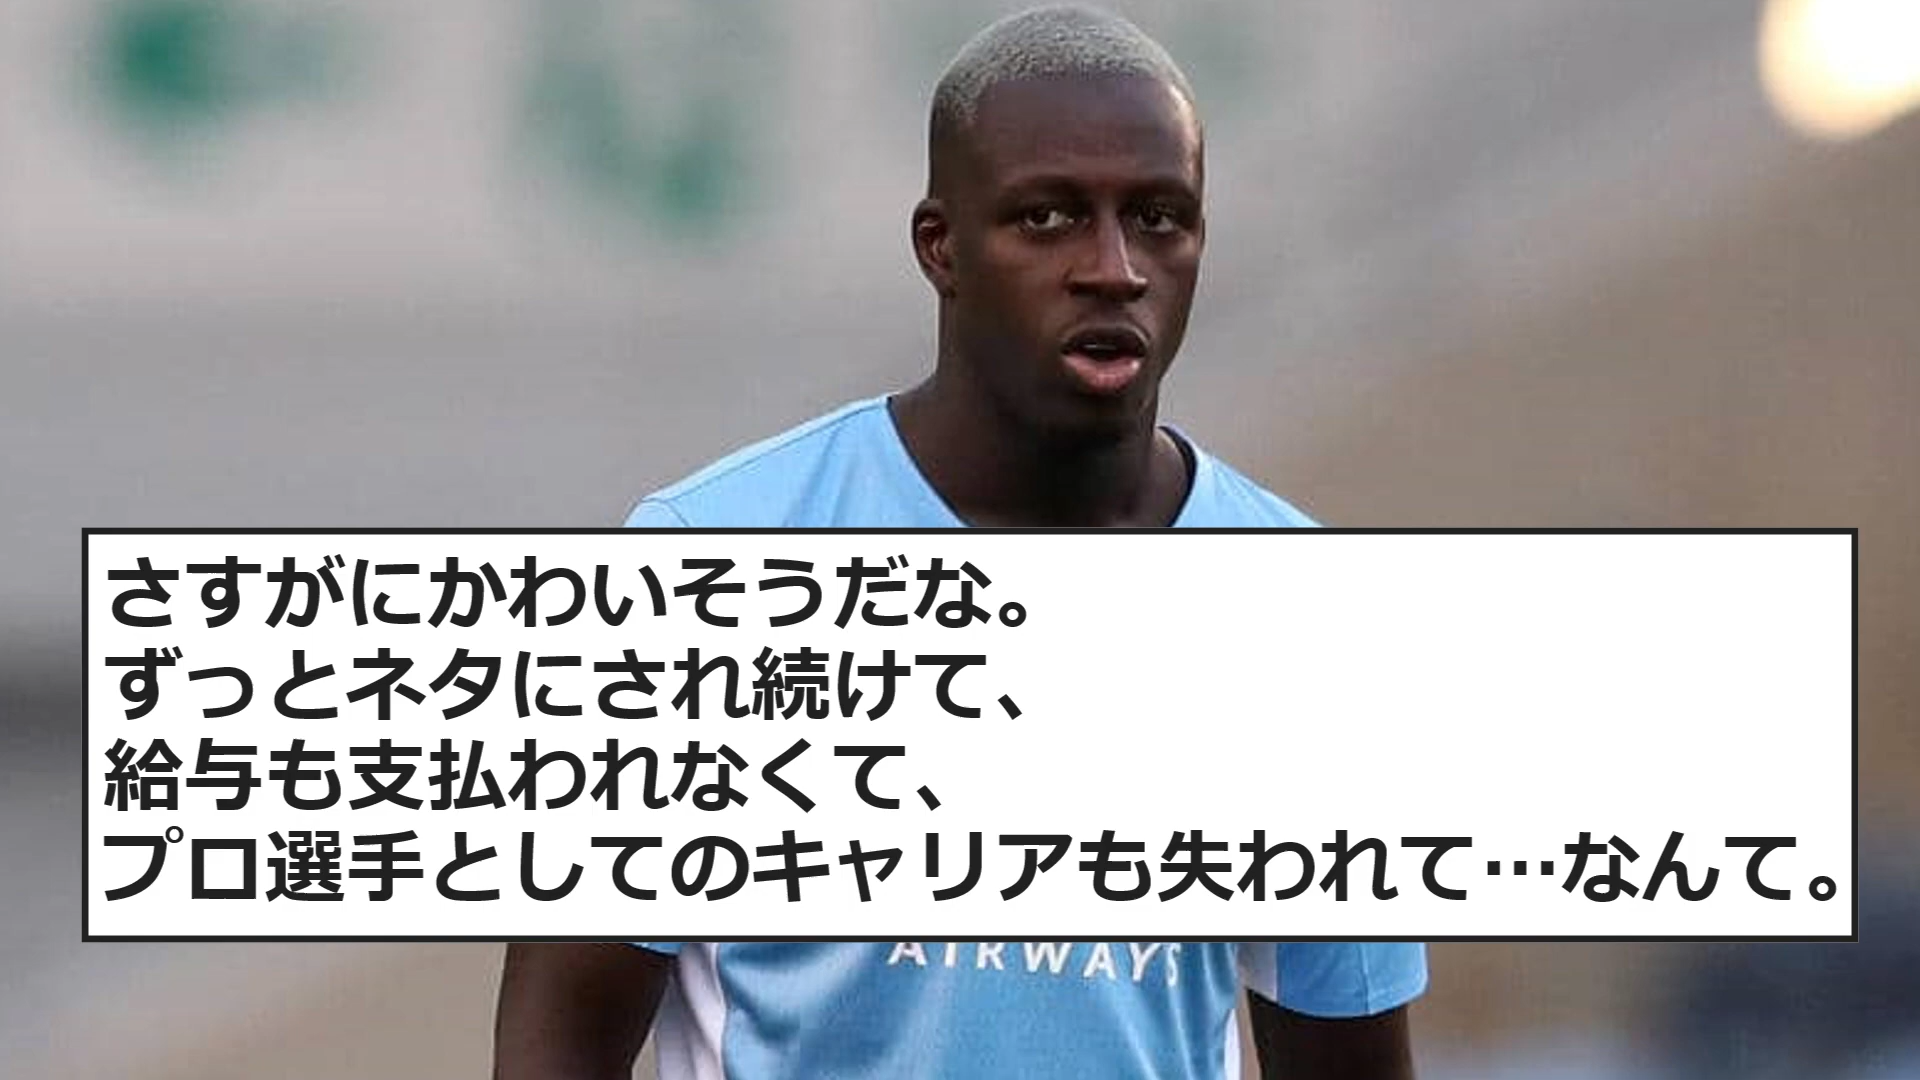 さすがにかわいそうだな。
ずっとネタにされ続けて、
給与も支払われなくて、
プロ選手としてのキャリアも失われて…なんて。
AIRWAYS